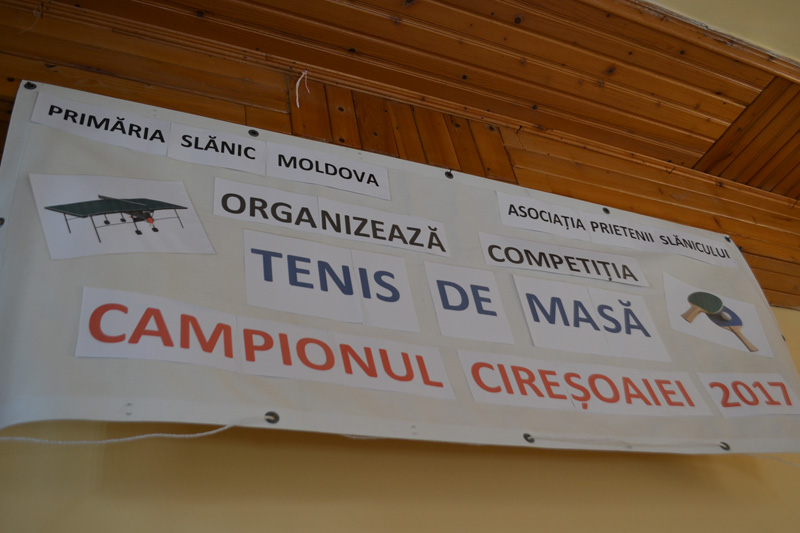 PRIMĂRIA SLĂNIC MOLDOVA
ASOCIAȚIA PRIETENII SLĂNICULUI
ORGANIZEAZĂ COMPETIȚIA
TENIS DE MASĂ
CAMPIONUL CIREȘOAIEI 2017